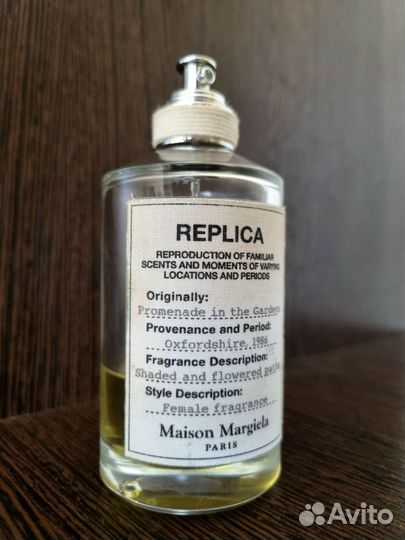 REPLICA
REPRODUCTION OF FAMILIAR
SCENTS AND MOMENTS OF VARYING
LOCATIONS AND PERIODS
Originally:
Promenade in the Gardens
Provenance and Period:
Oxfordshire, 1986
Fragrance Description:
Shaded and flowered
Style Description:
Female fragrance
Maison Margiela
PARIS
Avito